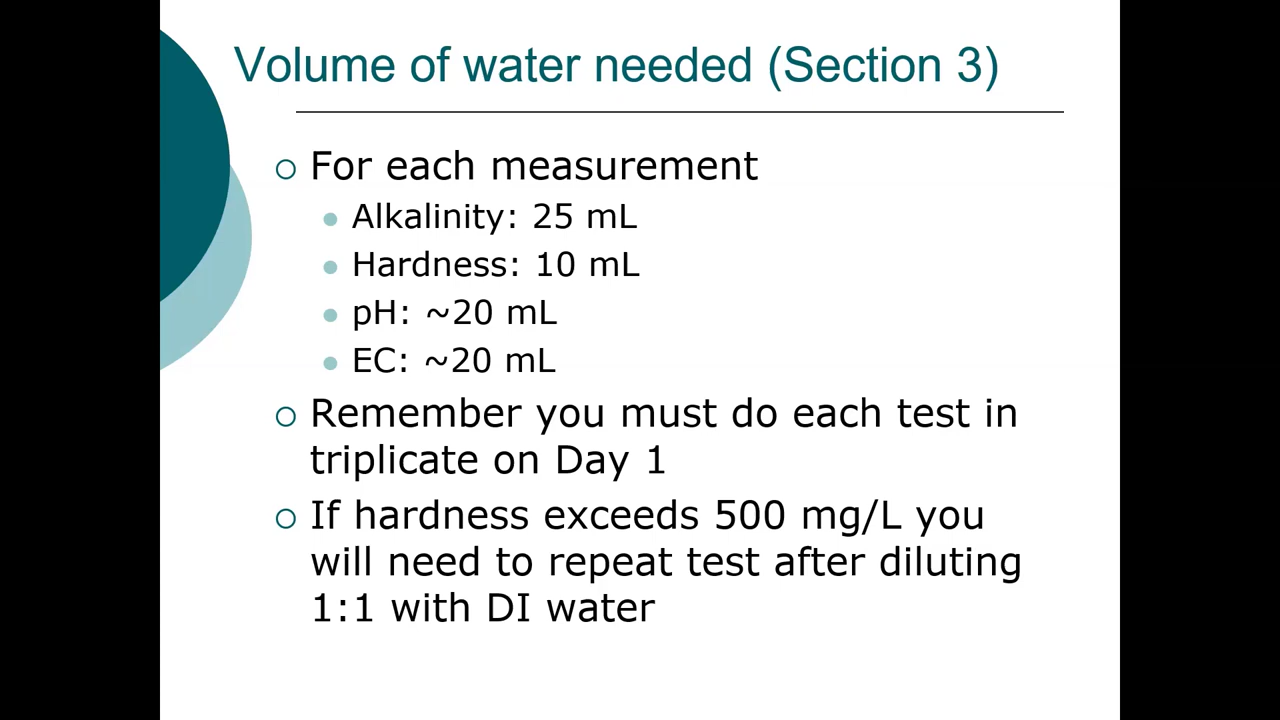 Volume of water needed (Section 3)
For each measurement
Alkalinity: 25 mL
Hardness: 10 mL
pH: ~20 mL
EC: ~20 mL
Remember you must do each test in
triplicate on Day 1
If hardness exceeds 500 mg/L you
will need to repeat test after diluting
1:1 with DI water